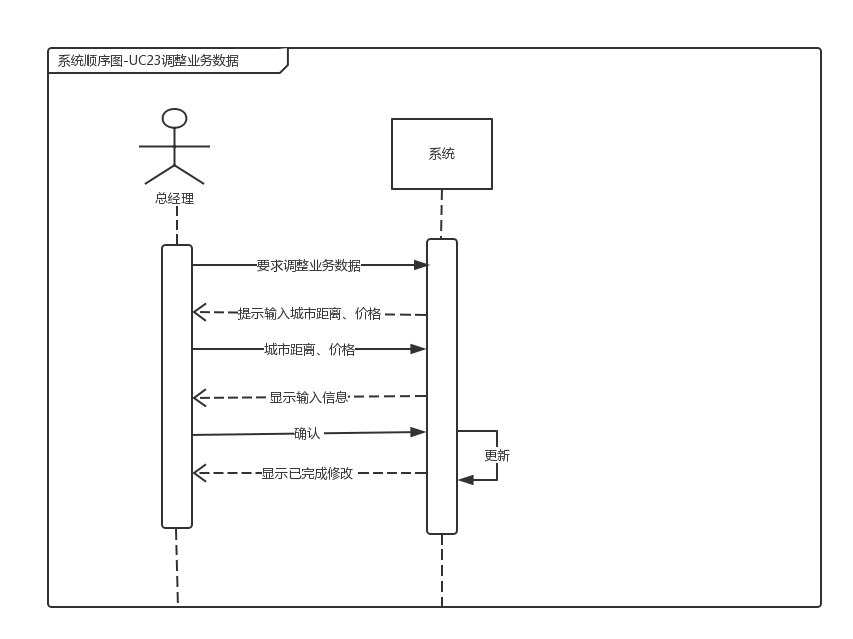 系统顺序图-UC23调整业务数据
总经理
系统
要求调整业务数据
提示输入城市距离、价格
城市距离、价格
显示输入信息
确认
更新
显示已完成修改